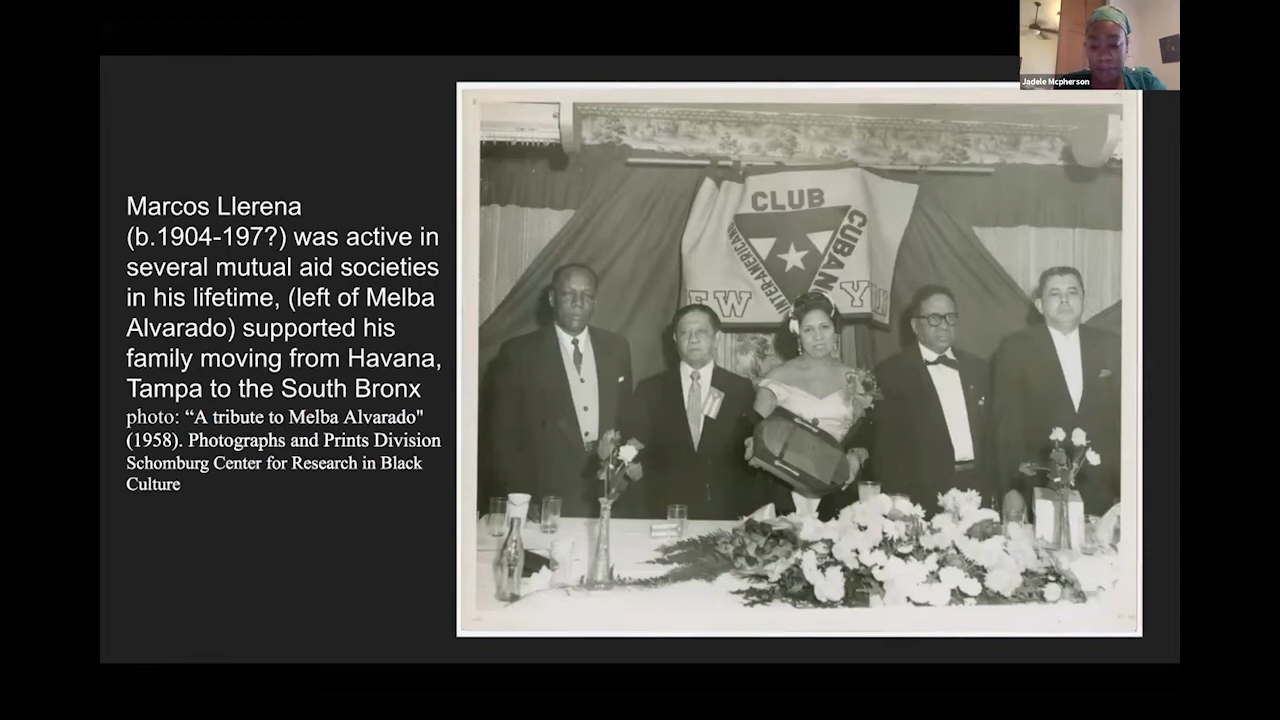 Jadele Mcpherson
Marcos Llerena
(b.1904-197?) was active in
several mutual aid societies
in his lifetime, (left of Melba
Alvarado) supported his
family moving from Havana,
Tampa to the South Bronx
photo: “A tribute to Melba Alvarado"
(1958). Photographs and Prints Division
Schomburg Center for Research in Black
Culture
CLUB
CUBANO
INTER-AMERICANO
EW YO